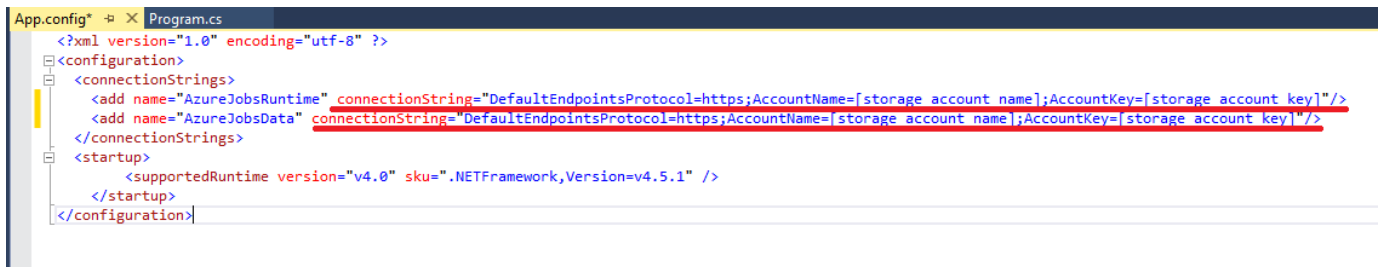 App.config* Program.cs
<?xml version="1.0" encoding="utf-8" ?>
<configuration>
<connectionStrings>
<add name="AzureJobsRuntime" connectionString="DefaultEndpointsProtocol=https;AccountName=[storage account name];AccountKey=[storage account key]"/>
<add name="AzureJobsData" connectionString="DefaultEndpointsProtocol=https;AccountName=[storage account name];AccountKey=[storage account key]"/>
</connectionStrings>
<startup>
<supportedRuntime version="v4.0" sku=".NETFramework,Version=v4.5.1" />
</startup>
</configuration>